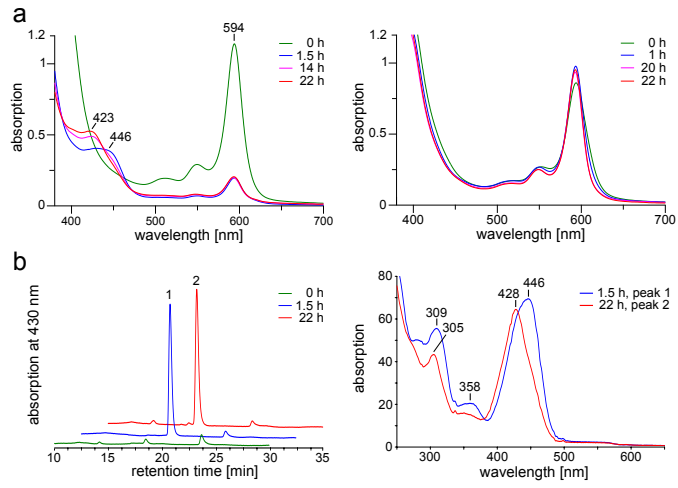 a
594
1.2
1
0.5
0
absorption
423
446
0 h
1.5 h
14 h
22 h
400 500 600 700
wavelength [nm]
1.2
1
0.5
0
absorption
0 h
1 h
20 h
22 h
400 500 600 700
wavelength [nm]
b
absorption at 430 nm
1
2
0 h
1.5 h
22 h
10 15 20 25 30 35
retention time [min]
80
60
40
20
0
absorption
309
305
358
428
446
1.5 h, peak 1
22 h, peak 2
300 400 500 600
wavelength [nm]